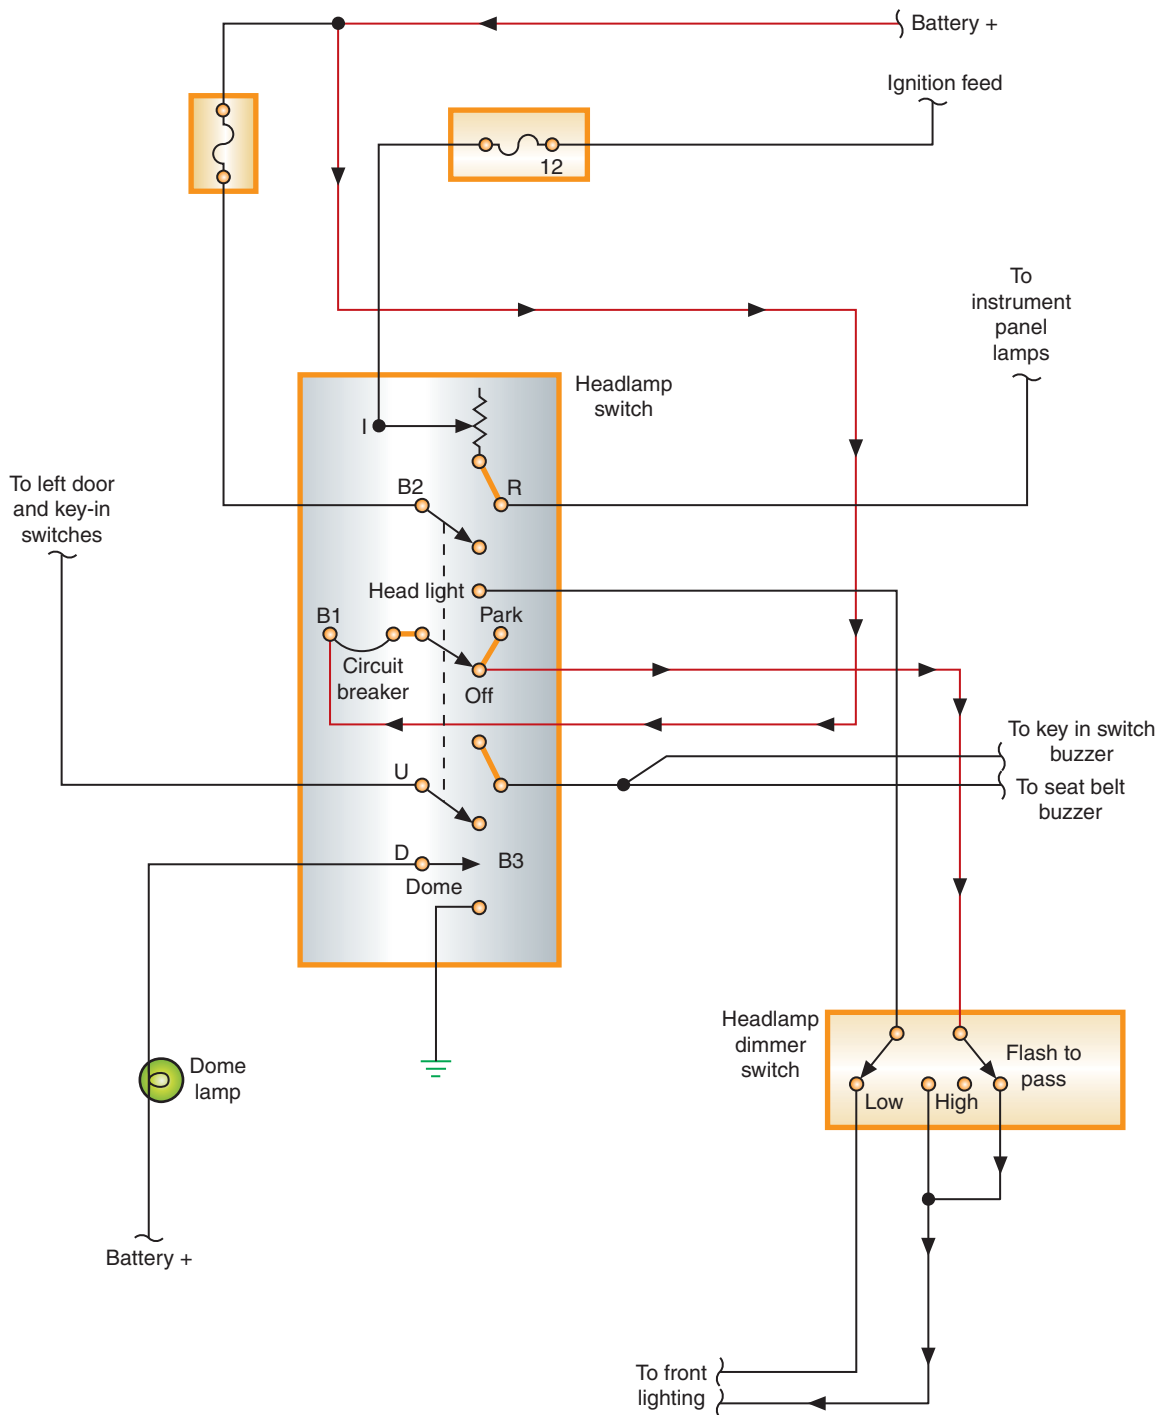 Battery +
Ignition feed
12
To
instrument
panel
lamps
Headlamp
switch
I
To left door
and key-in
switches
B2
R
Head light
B1
Park
Circuit
breaker
Off
To key in switch
buzzer
U
To seat belt
buzzer
D
B3
Dome
Headlamp
dimmer
switch
Flash to
pass
Low
High
Dome
lamp
Battery +
To front
lighting